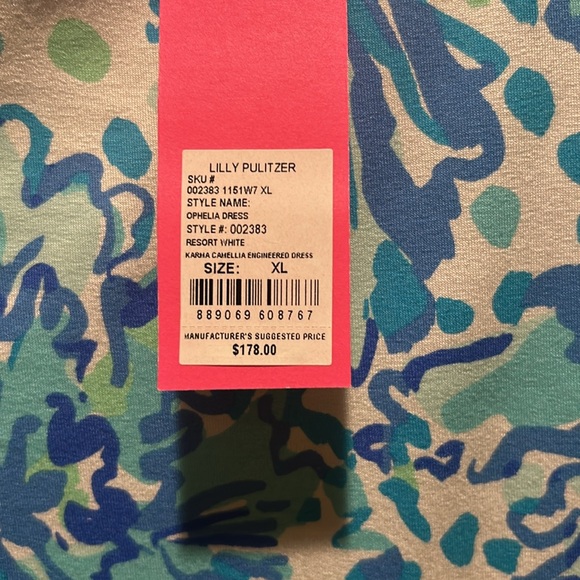 LILLY PULITZER
SKU #
002383 1151W7 XL
STYLE NAME:
OPHELIA DRESS
STYLE #: 002383
RESORT WHITE
KARMA CAMELLIA ENGINEERED DRESS
SIZE: XL
889069 608767
MANUFACTURER'S SUGGESTED PRICE
$178.00